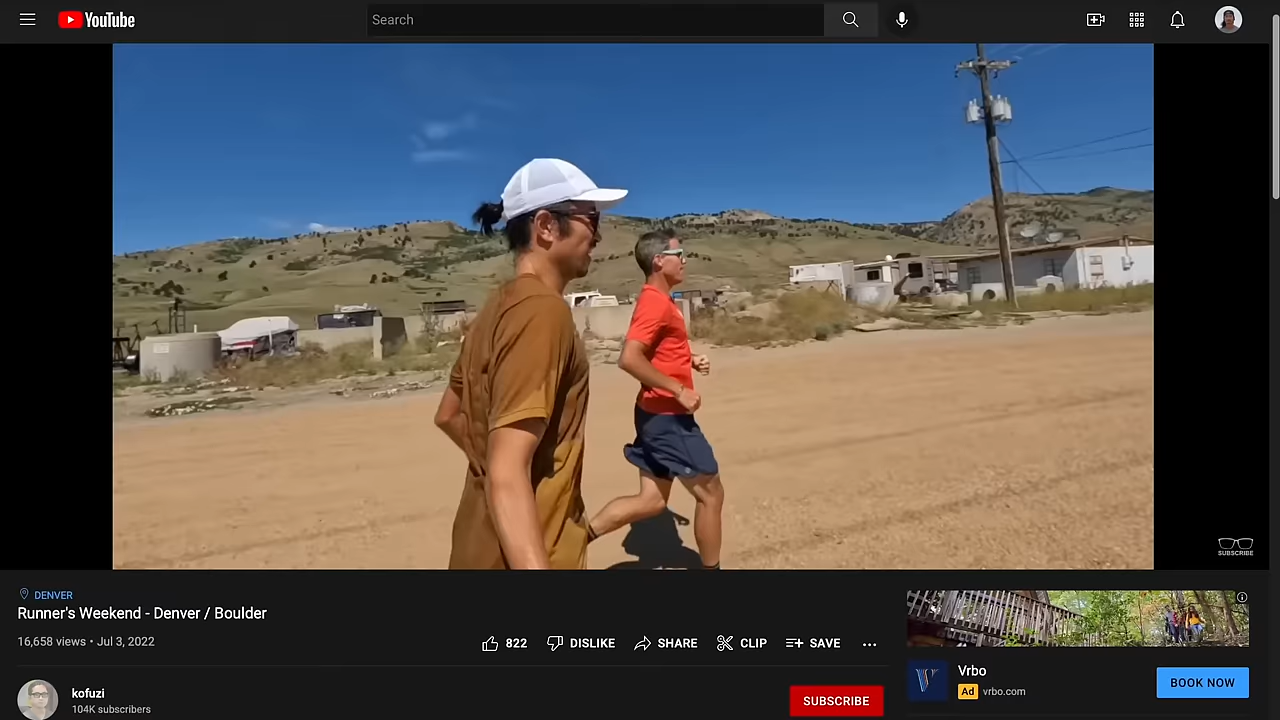 YouTube
Search
SUBSCRIBE
DENVER
Runner's Weekend - Denver / Boulder
16,658 views • Jul 3, 2022
822
DISLIKE
SHARE
CLIP
SAVE
kofuzi
104K subscribers
SUBSCRIBE
Vrbo
Ad vrbo.com
BOOK NOW